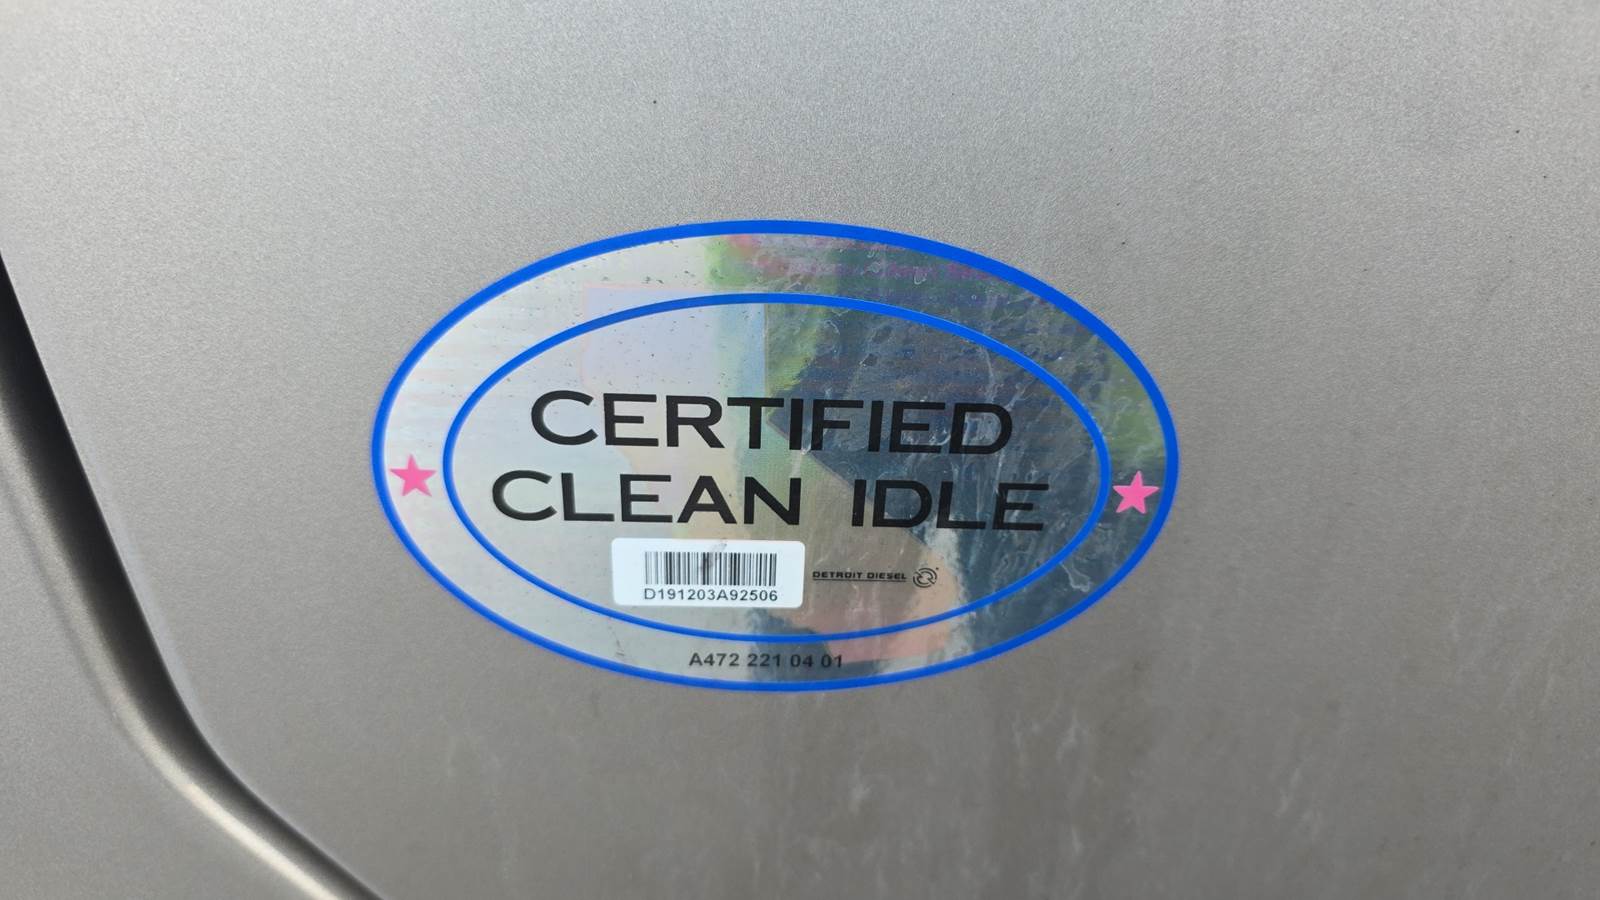 CERTIFIED
CLEAN IDLE
D191203A92506
DETROIT DIESEL
A472 221 04 01